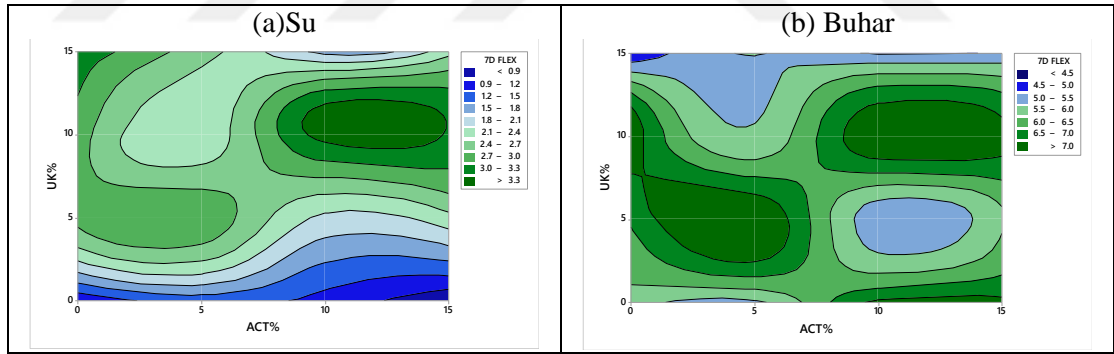 (a)Su
15
10
5
0
UK%
0
5
10
15
ACT%
7D FLEX
< 0.9
0.9 – 1.2
1.2 – 1.5
1.5 – 1.8
1.8 – 2.1
2.1 – 2.4
2.4 – 2.7
2.7 – 3.0
3.0 – 3.3
> 3.3
(b) Buhar
15
10
5
0
UK%
0
5
10
15
ACT%
7D FLEX
< 4.5
4.5 – 5.0
5.0 – 5.5
5.5 – 6.0
6.0 – 6.5
6.5 – 7.0
> 7.0